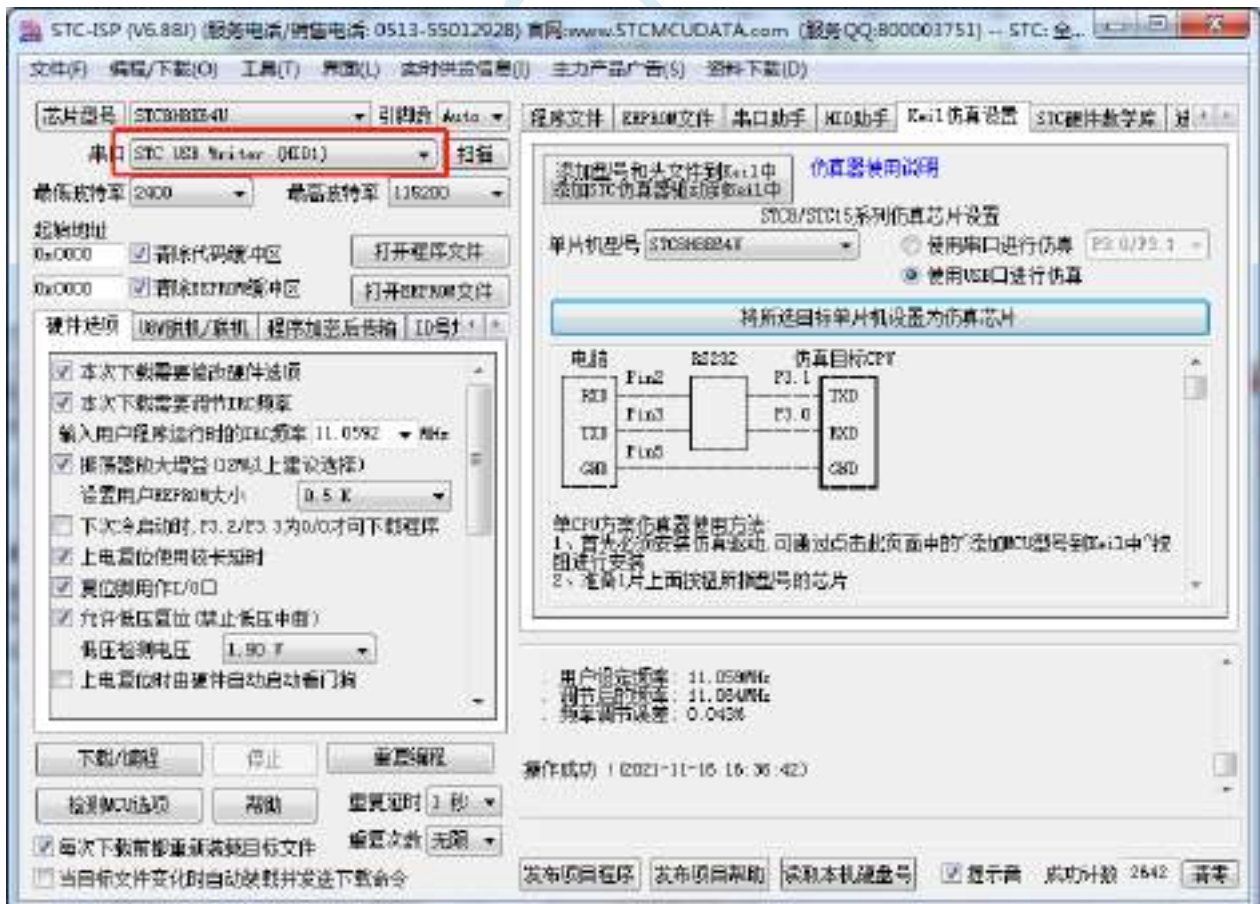 STC-ISP (V6.88J) (服务电话/销售电话: 0513-55012928) 官网:www.STCMCUDATA.com (服务QQ:800003751) -- STC: 全...
文件(F) 编程/下载(O) 工具(T) 界面(L) 实时供货信息(I) 主力产品广告(S) 资料下载(D)
芯片型号 STC8H8K64U 引脚数 Auto
串口 STC USB Writer (HID1) 扫描
最低波特率 2400 最高波特率 115200
起始地址
0x0000 清除代码缓冲区 打开程序文件
0x0000 清除EEPROM缓冲区 打开EEPROM文件
硬件选项 U8W脱机/联机 程序加密后传输 ID号
本次下载需要修改硬件选项
本次下载需要调节IRC频率
输入用户程序运行时的IRC频率 11.0592 MHz
振荡器放大增益(12M以上建议选择)
设置用户EEPROM大小 0.5 K
下次冷启动时,P3.2/P3.3为0/0才可下载程序
上电复位使用较长延时
复位脚用作I/O口
允许低压复位(禁止低压中断)
低压检测电压 1.90 V
上电复位时由硬件自动启动看门狗
下载/编程 停止 重复编程
检测MCU选项 帮助 重复延时 3 秒
每次下载前都重新装载目标文件 重复次数 无限
当目标文件变化时自动装载并发送下载命令
程序文件 EEPROM文件 串口助手 HID助手 Keil仿真设置 STC硬件数学库
添加型号和头文件到Keil中
添加STC仿真器驱动到Keil中
仿真器使用说明
STC8/STC15系列仿真芯片设置
单片机型号 STC8H8K64U 使用串口进行仿真 P3.0/P3.1
使用USB口进行仿真
将所选目标单片机设置为仿真芯片
电脑 RS232 仿真目标CPU
Pin2 P3.1
RXD TXD
Pin3 P3.0
TXD RXD
Pin5
GND GND
单CPU方案仿真器使用方法:
1、首先必须安装仿真驱动,可通过点击此页面中的"添加MCU型号到Keil中"按
钮进行安装
2、准备1片上面按钮所指型号的芯片
. 用户设定频率: 11.059MHz
. 调节后的频率: 11.064MHz
. 频率调节误差: 0.043%
操作成功 !(2021-11-16 16:36:42)
发布项目程序 发布项目帮助 读取本机硬盘号 提示音 成功计数 2642 清零